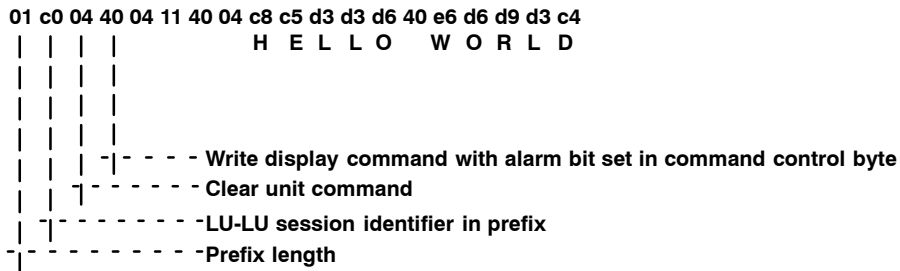 01 c0 04 40 04 11 40 04 c8 c5 d3 d3 d6 40 e6 d6 d9 d3 c4
H E L L O W O R L D
Write display command with alarm bit set in command control byte
Clear unit command
LU-LU session identifier in prefix
Prefix length